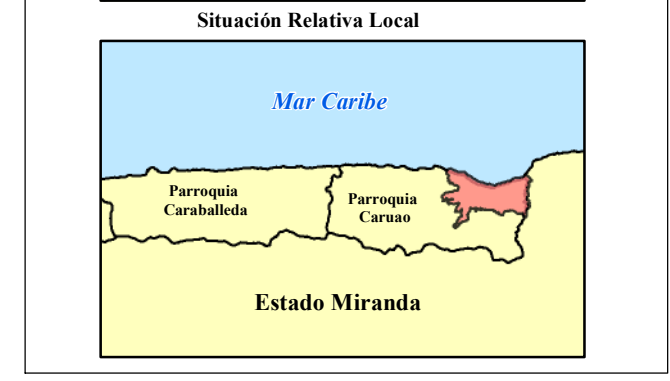 Situación Relativa Local
Mar Caribe
Parroquia
Caraballeda
Parroquia
Caruao
Estado Miranda